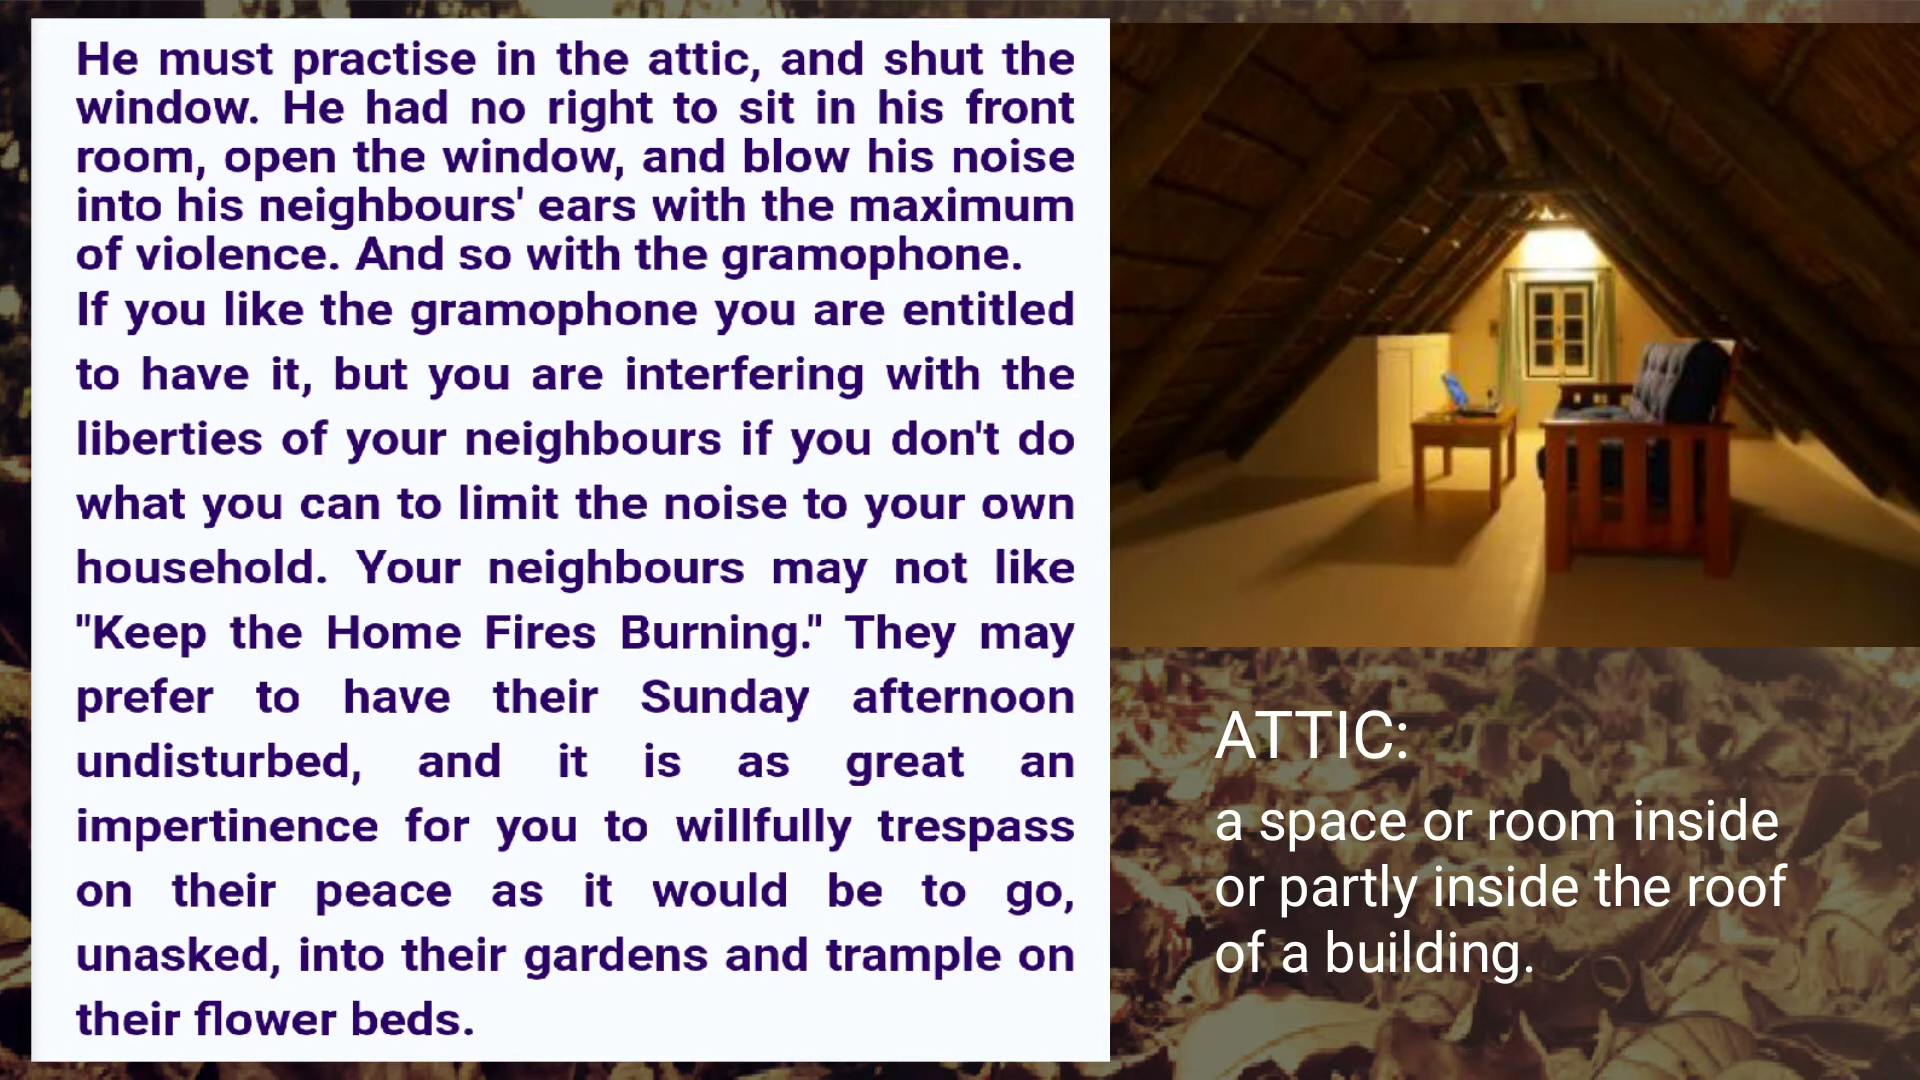 He must practise in the attic, and shut the
window. He had no right to sit in his front
room, open the window, and blow his noise
into his neighbours' ears with the maximum
of violence. And so with the gramophone.
If you like the gramophone you are entitled
to have it, but you are interfering with the
liberties of your neighbours if you don't do
what you can to limit the noise to your own
household. Your neighbours may not like
"Keep the Home Fires Burning." They may
prefer to have their Sunday afternoon
undisturbed, and it is as great an
impertinence for you to willfully trespass
on their peace as it would be to go,
unasked, into their gardens and trample on
their flower beds.
ATTIC:
a space or room inside
or partly inside the roof
of a building.